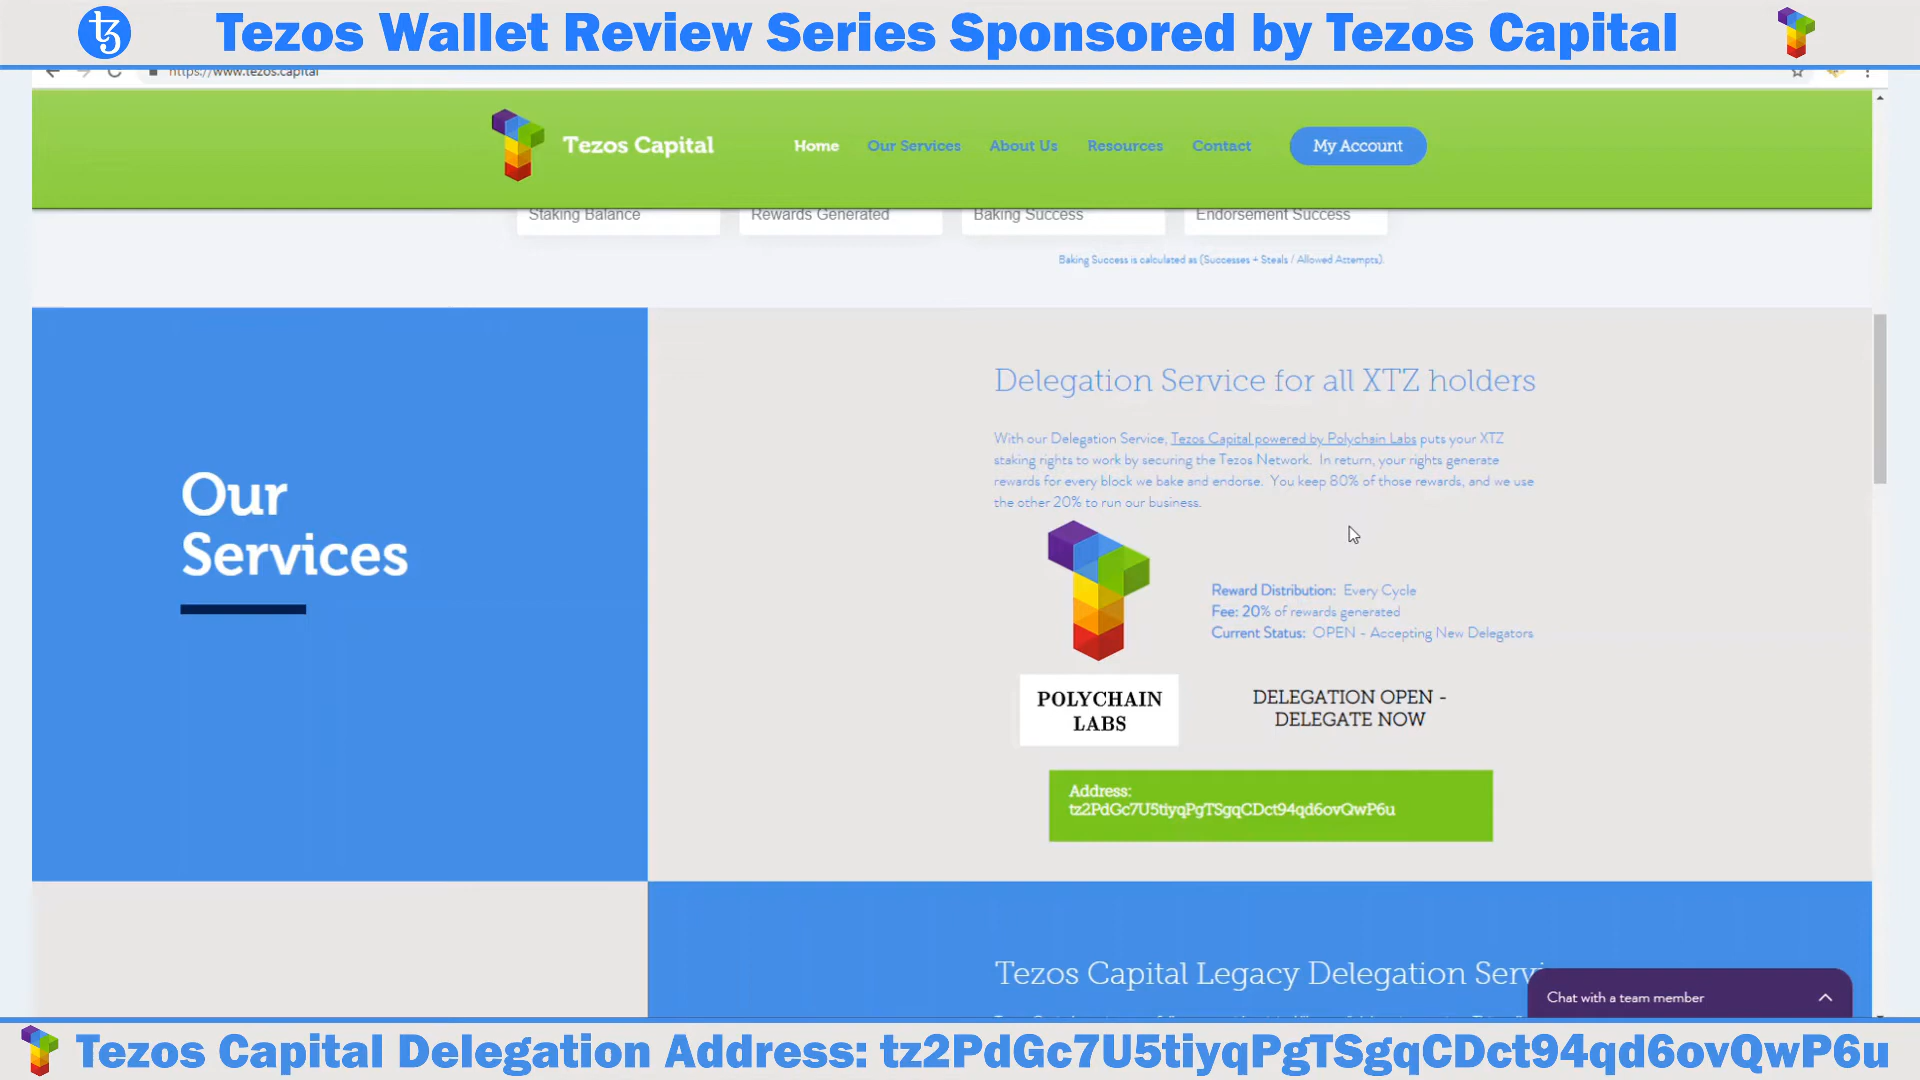 Tezos Wallet Review Series Sponsored by Tezos Capital
https://www.tezos.capital
Tezos Capital
Home Our Services About Us Resources Contact My Account
Staking Balance Rewards Generated Baking Success Endorsement Success
Baking Success is calculated as (Successes + Steals / Allowed Attempts).
Our
Services
Delegation Service for all XTZ holders
With our Delegation Service, Tezos Capital powered by Polychain Labs puts your XTZ
staking rights to work by securing the Tezos Network. In return, your rights generate
rewards for every block we bake and endorse. You keep 80% of those rewards, and we use
the other 20% to run our business.
Reward Distribution: Every Cycle
Fee: 20% of rewards generated
Current Status: OPEN - Accepting New Delegators
POLYCHAIN
LABS
DELEGATION OPEN -
DELEGATE NOW
Address:
tz2PdGc7U5tiyqPgTSgqCDct94qd6ovQwP6u
Tezos Capital Legacy Delegation Servi
Chat with a team member
Tezos Capital Delegation Address: tz2PdGc7U5tiyqPgTSgqCDct94qd6ovQwP6u